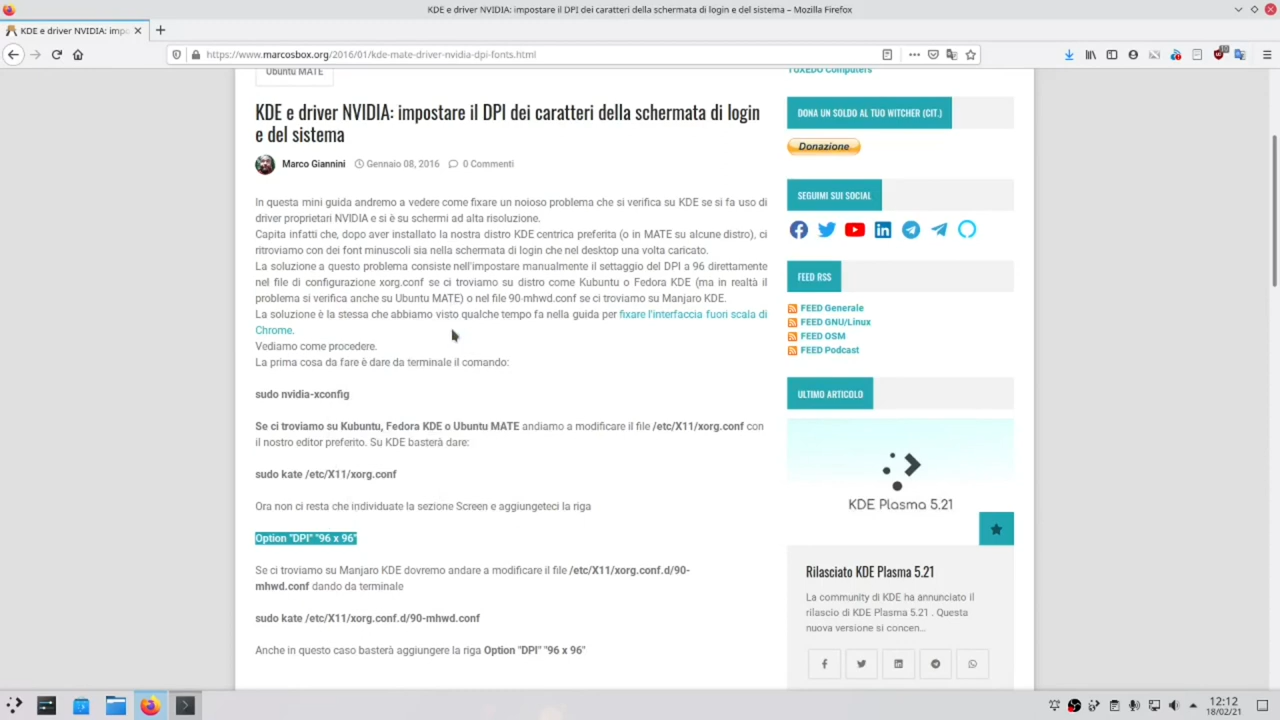 KDE e driver NVIDIA: impostare il DPI dei caratteri della schermata di login e del sistema – Mozilla Firefox
KDE e driver NVIDIA: impo
https://www.marcosbox.org/2016/01/kde-mate-driver-nvidia-dpi-fonts.html
Ubuntu MATE
KDE e driver NVIDIA: impostare il DPI dei caratteri della schermata di login
e del sistema
Marco Giannini Gennaio 08, 2016 0 Commenti
In questa mini guida andremo a vedere come fixare un noioso problema che si verifica su KDE se si fa uso di
driver proprietari NVIDIA e si è su schermi ad alta risoluzione.
Capita infatti che, dopo aver installato la nostra distro KDE centrica preferita (o in MATE su alcune distro), ci
ritroviamo con dei font minuscoli sia nella schermata di login che nel desktop una volta caricato.
La soluzione a questo problema consiste nell'impostare manualmente il settaggio del DPI a 96 direttamente
nel file di configurazione xorg.conf se ci troviamo su distro come Kubuntu o Fedora KDE (ma in realtà il
problema si verifica anche su Ubuntu MATE) o nel file 90-mhwd.conf se ci troviamo su Manjaro KDE.
La soluzione è la stessa che abbiamo visto qualche tempo fa nella guida per fixare l'interfaccia fuori scala di
Chrome.
Vediamo come procedere.
La prima cosa da fare è dare da terminale il comando:
sudo nvidia-xconfig
Se ci troviamo su Kubuntu, Fedora KDE o Ubuntu MATE andiamo a modificare il file /etc/X11/xorg.conf con
il nostro editor preferito. Su KDE basterà dare:
sudo kate /etc/X11/xorg.conf
Ora non ci resta che individuate la sezione Screen e aggiungeteci la riga
Option "DPI" "96 x 96"
Se ci troviamo su Manjaro KDE dovremo andare a modificare il file /etc/X11/xorg.conf.d/90-
mhwd.conf dando da terminale
sudo kate /etc/X11/xorg.conf.d/90-mhwd.conf
Anche in questo caso basterà aggiungere la riga Option "DPI" "96 x 96"
TUXEDO Computers
DONA UN SOLDO AL TUO WITCHER (CIT.)
Donazione
SEGUIMI SUI SOCIAL
FEED RSS
FEED Generale
FEED GNU/Linux
FEED OSM
FEED Podcast
ULTIMO ARTICOLO
KDE Plasma 5.21
Rilasciato KDE Plasma 5.21
La community di KDE ha annunciato il
rilascio di KDE Plasma 5.21 . Questa
nuova versione si concen...
12:12
18/02/21